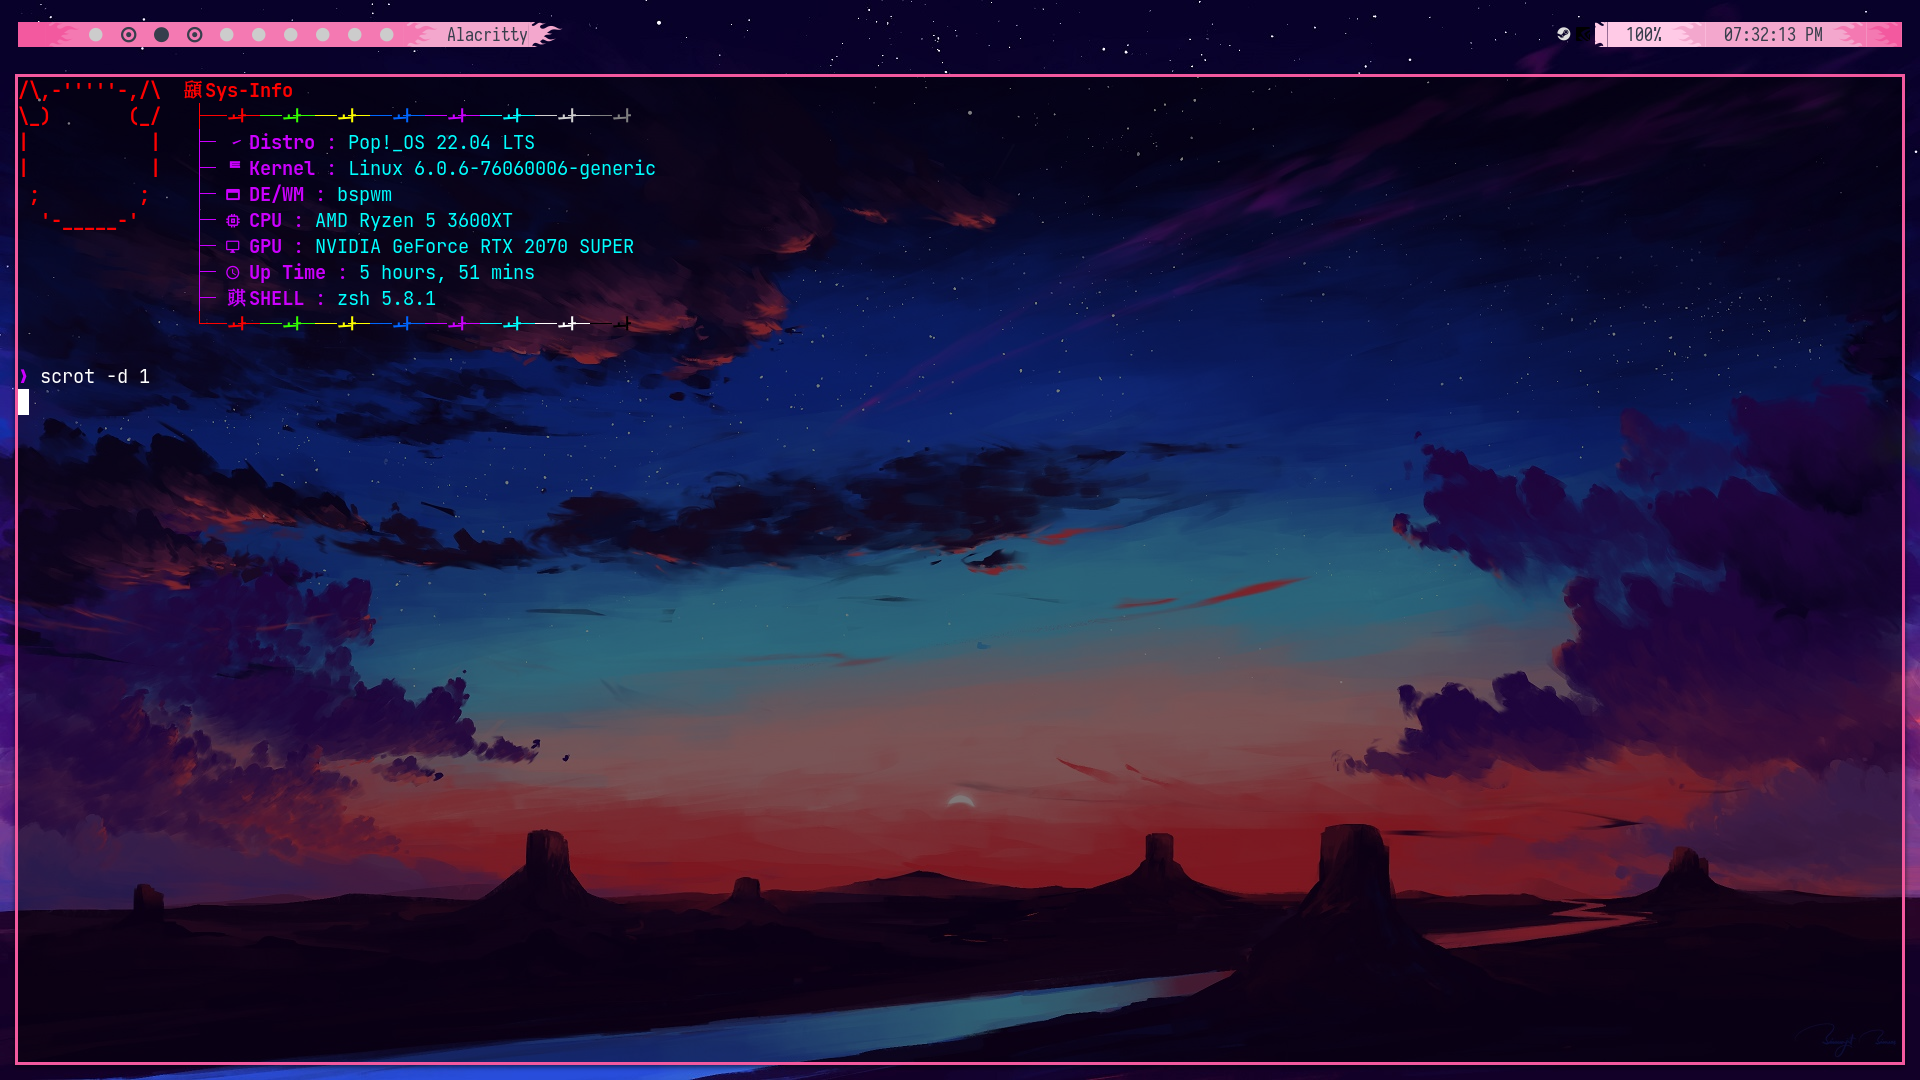 Alacritty
100%
07:32:13 PM
Sys-Info
Distro : Pop!_OS 22.04 LTS
Kernel : Linux 6.0.6-76060006-generic
DE/WM : bspwm
CPU : AMD Ryzen 5 3600XT
GPU : NVIDIA GeForce RTX 2070 SUPER
Up Time : 5 hours, 51 mins
SHELL : zsh 5.8.1
❯ scrot -d 1